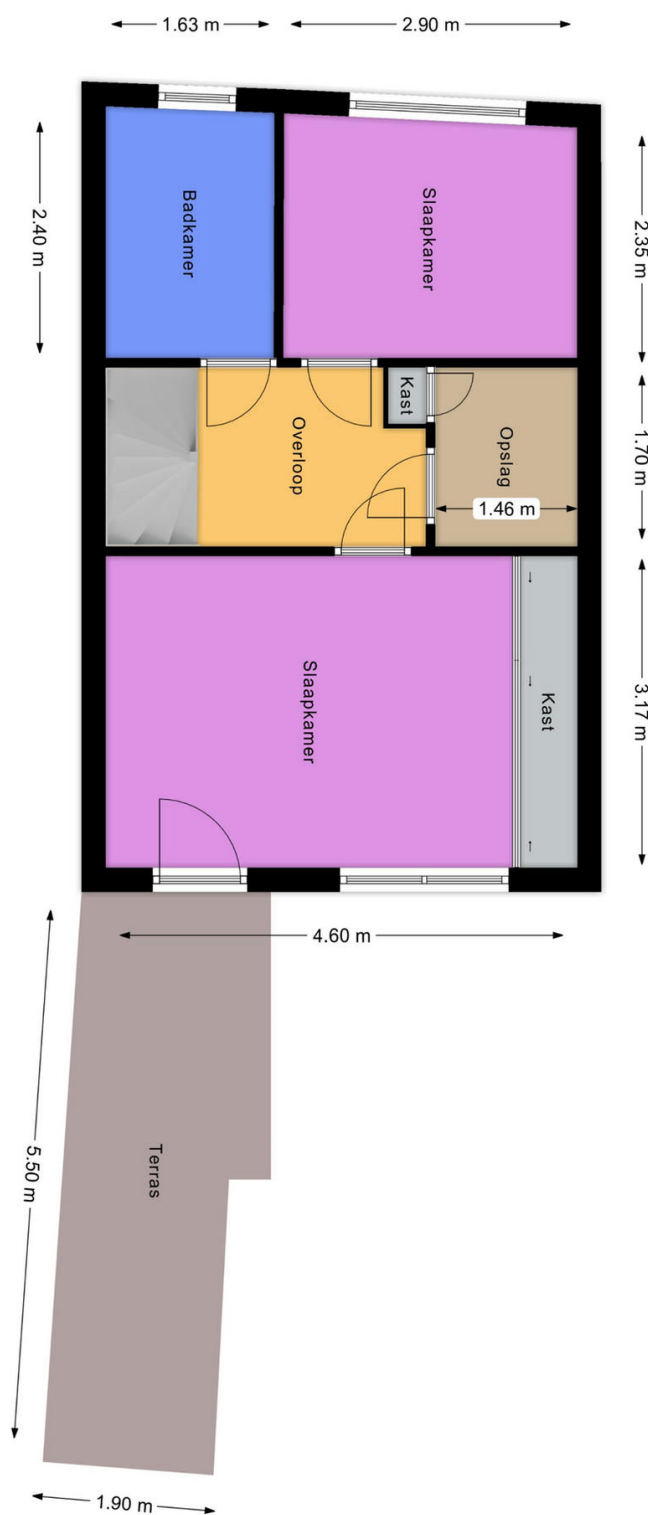 1.63 m
2.90 m
2.40 m
Badkamer
Slaapkamer
2.35 m
Overloop
Kast
Opslag
1.70 m
1.46 m
Slaapkamer
Kast
3.17 m
4.60 m
Terras
5.50 m
1.90 m